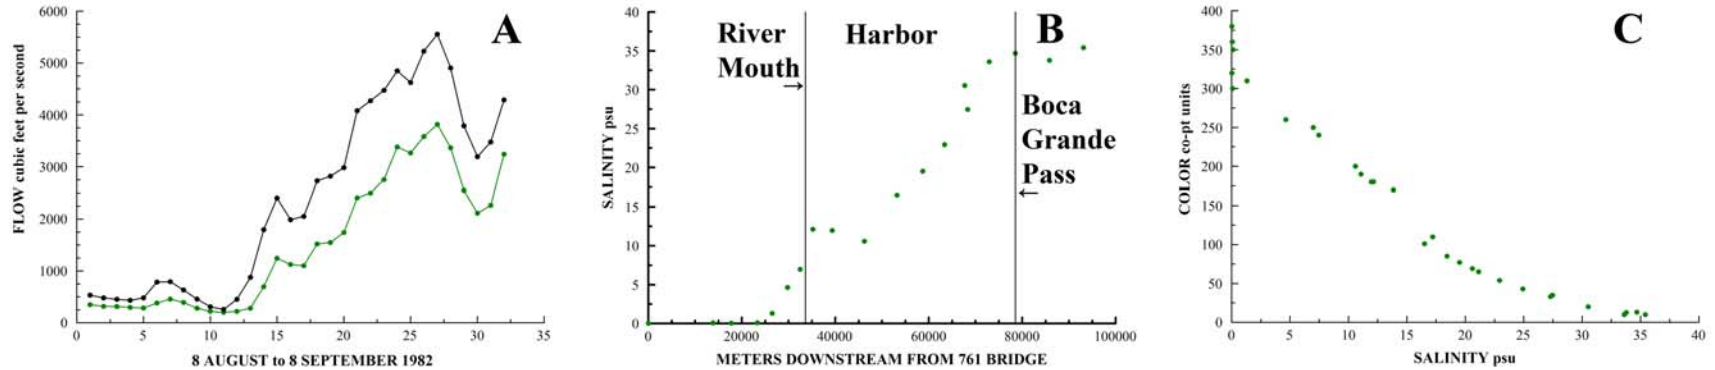 A
FLOW cubic feet per second
6000
5000
4000
3000
2000
1000
0
0 5 10 15 20 25 30 35
8 AUGUST to 8 SEPTEMBER 1982
B
River
Mouth→
Harbor
Boca
Grande
Pass
←
SALINITY psu
40
35
30
25
20
15
10
5
0
0 20000 40000 60000 80000 100000
METERS DOWNSTREAM FROM 761 BRIDGE
C
COLOR co-pt units
400
350
300
250
200
150
100
50
0
0 5 10 15 20 25 30 35 40
SALINITY psu